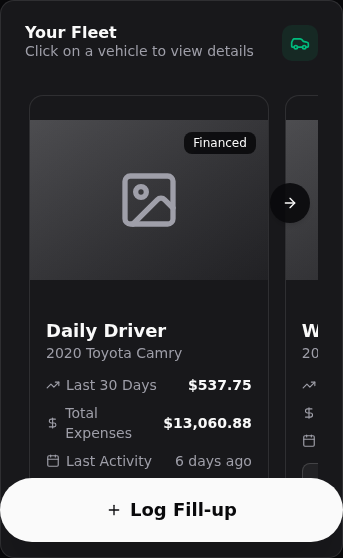 Your Fleet
Click on a vehicle to view details
Financed
Daily Driver
2020 Toyota Camry
Last 30 Days $537.75
Total
Expenses $13,060.88
Last Activity 6 days ago
W
20
+ Log Fill-up